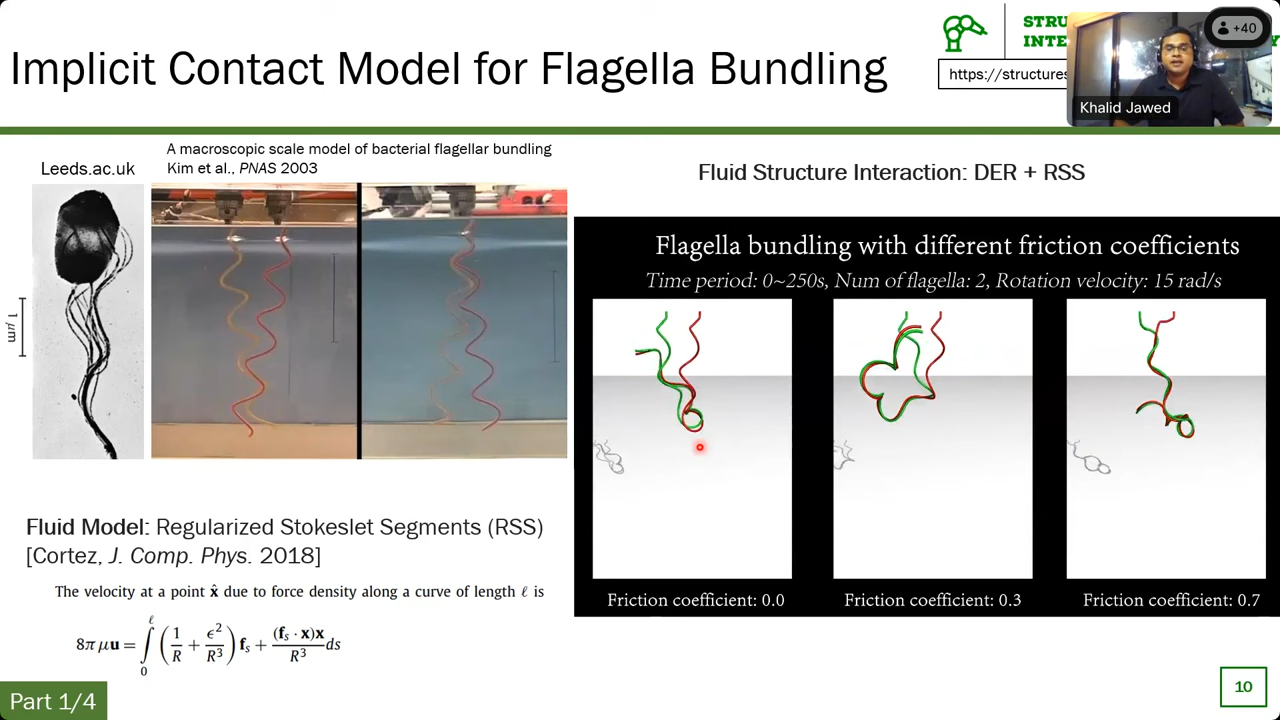 Implicit Contact Model for Flagella Bundling
STRU
INTE
https://structures
+40
Khalid Jawed
Leeds.ac.uk
A macroscopic scale model of bacterial flagellar bundling
Kim et al., PNAS 2003
1 μm
Fluid Structure Interaction: DER + RSS
Flagella bundling with different friction coefficients
Time period: 0~250s, Num of flagella: 2, Rotation velocity: 15 rad/s
Friction coefficient: 0.0
Friction coefficient: 0.3
Friction coefficient: 0.7
Fluid Model: Regularized Stokeslet Segments (RSS)
[Cortez, J. Comp. Phys. 2018]
The velocity at a point x̂ due to force density along a curve of length ℓ is
8πμu = ∫₀^ℓ (1/R + ϵ²/R³) f_s + (f_s · x)x/R³ ds
Part 1/4
10